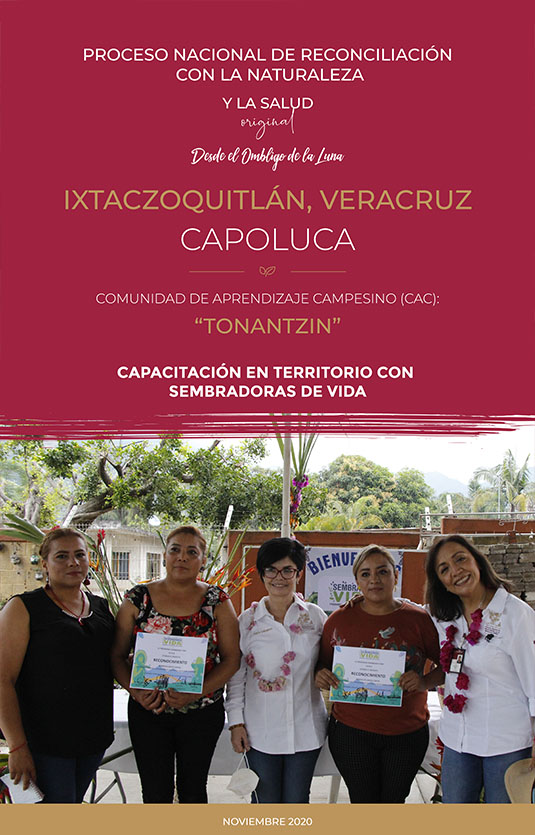 PROCESO NACIONAL DE RECONCILIACIÓN
CON LA NATURALEZA
Y LA SALUD
original
Desde el Ombligo de la Luna
IXTACZOQUITLÁN, VERACRUZ
CAPOLUCA
COMUNIDAD DE APRENDIZAJE CAMPESINO (CAC):
“TONANTZIN”
CAPACITACIÓN EN TERRITORIO CON
SEMBRADORAS DE VIDA
BIENVE
SEMBRA
RECONOCIMIENTO
RECONOCIMIENTO
NOVIEMBRE 2020